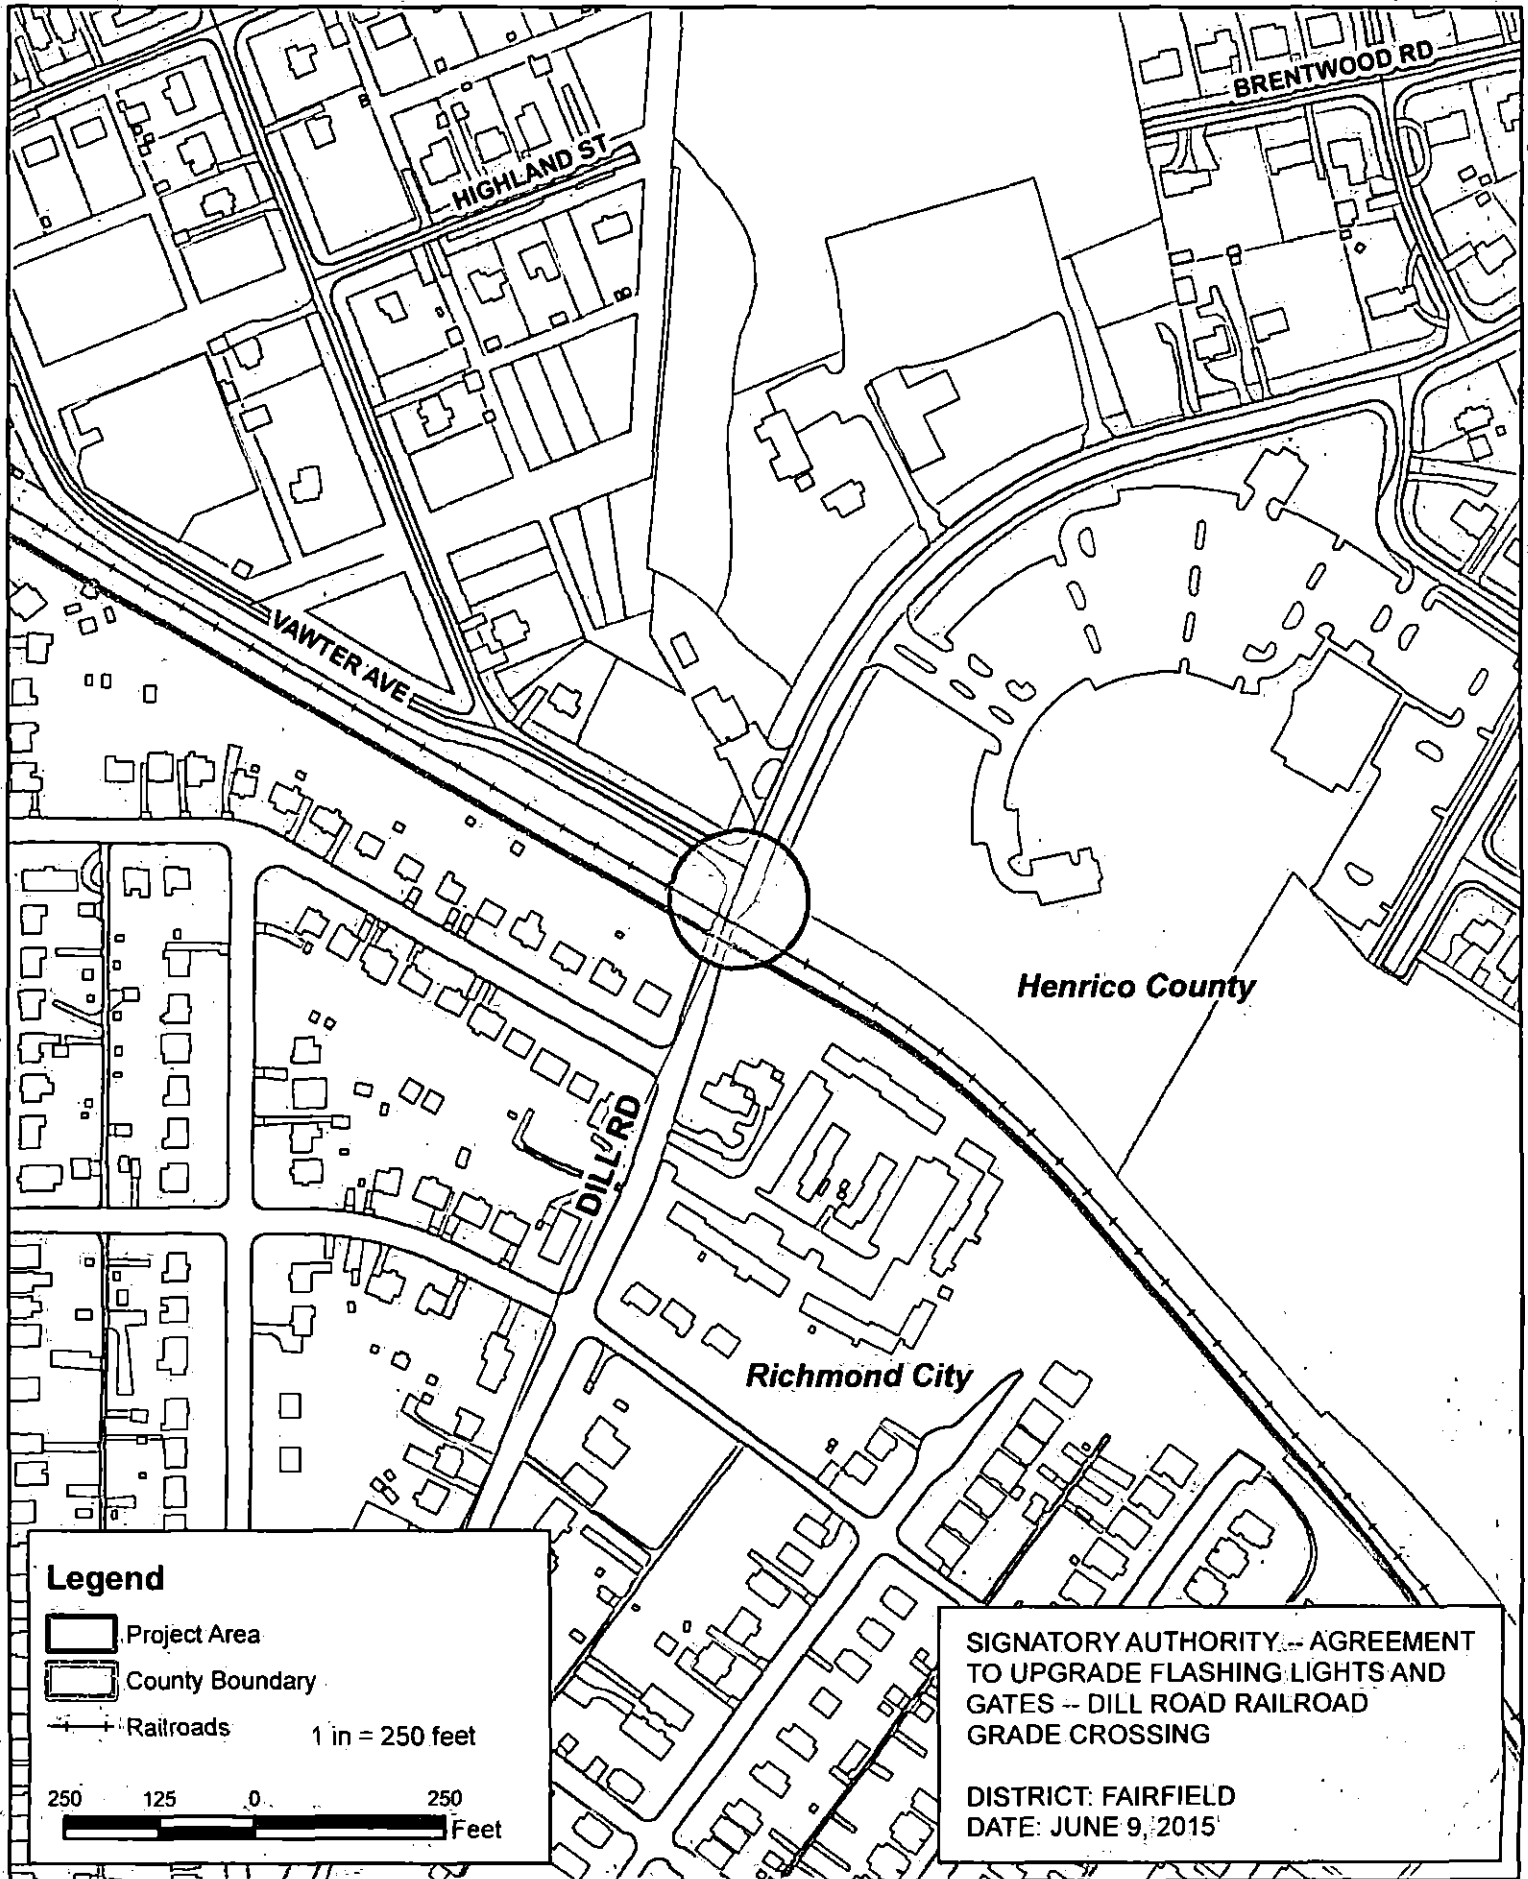 BRENTWOOD RD
HIGHLAND ST
VAWTER AVE
Henrico County
DILL RD
Richmond City
Legend
Project Area
County Boundary
Railroads
1 in = 250 feet
250 125 0 250
Feet
SIGNATORY AUTHORITY -- AGREEMENT
TO UPGRADE FLASHING LIGHTS AND
GATES -- DILL ROAD RAILROAD
GRADE CROSSING
DISTRICT: FAIRFIELD
DATE: JUNE 9, 2015